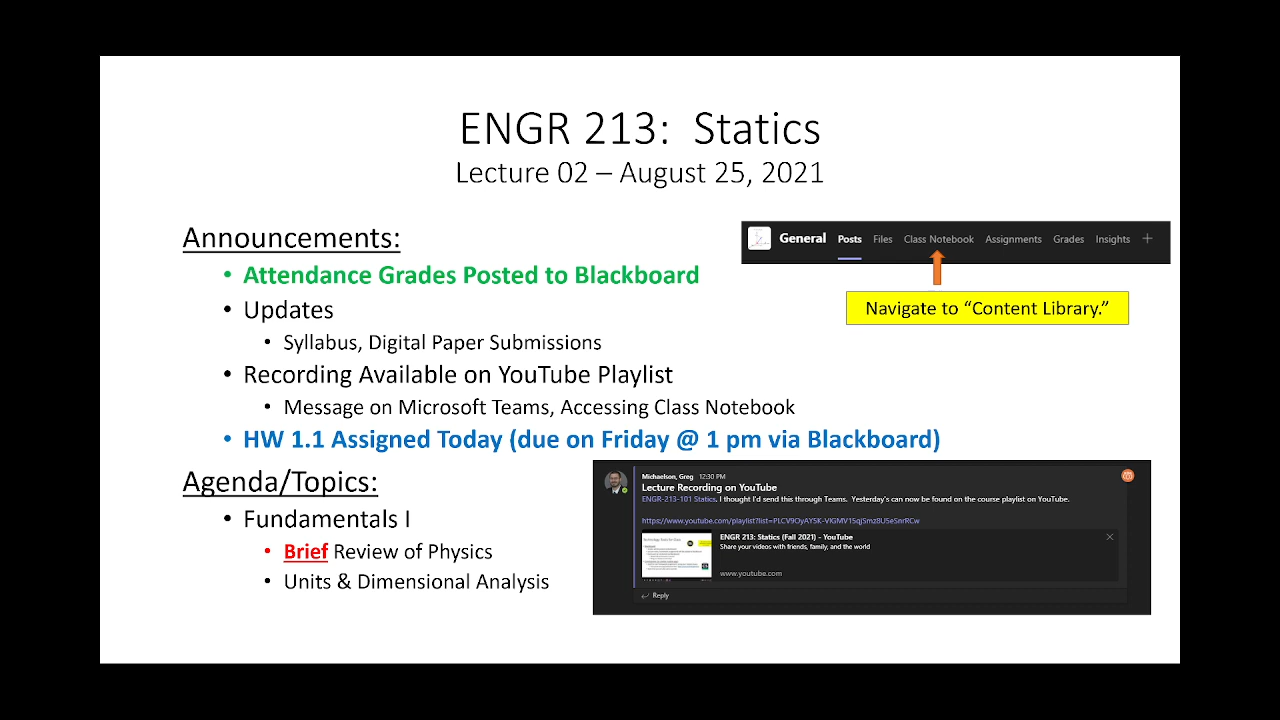 ENGR 213: Statics
Lecture 02 – August 25, 2021
Announcements:
• Attendance Grades Posted to Blackboard
• Updates
• Syllabus, Digital Paper Submissions
• Recording Available on YouTube Playlist
• Message on Microsoft Teams, Accessing Class Notebook
• HW 1.1 Assigned Today (due on Friday @ 1 pm via Blackboard)
General Posts Files Class Notebook Assignments Grades Insights +
Navigate to “Content Library.”
Agenda/Topics:
• Fundamentals I
• Brief Review of Physics
• Units & Dimensional Analysis
Michaelson, Greg 12:30 PM
Lecture Recording on YouTube
ENGR-213-101 Statics, I thought I'd send this through Teams. Yesterday's can now be found on the course playlist on YouTube.
ENGR 213: Statics (Fall 2021) - YouTube
Share your videos with friends, family, and the world
www.youtube.com
Reply